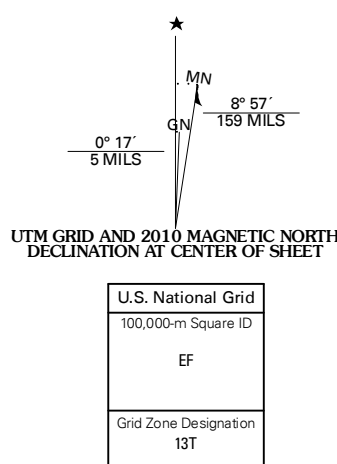 MN
8° 57´
159 MILS
GN
0° 17´
5 MILS
UTM GRID AND 2010 MAGNETIC NORTH
DECLINATION AT CENTER OF SHEET
U.S. National Grid
100,000-m Square ID
EF
Grid Zone Designation
13T